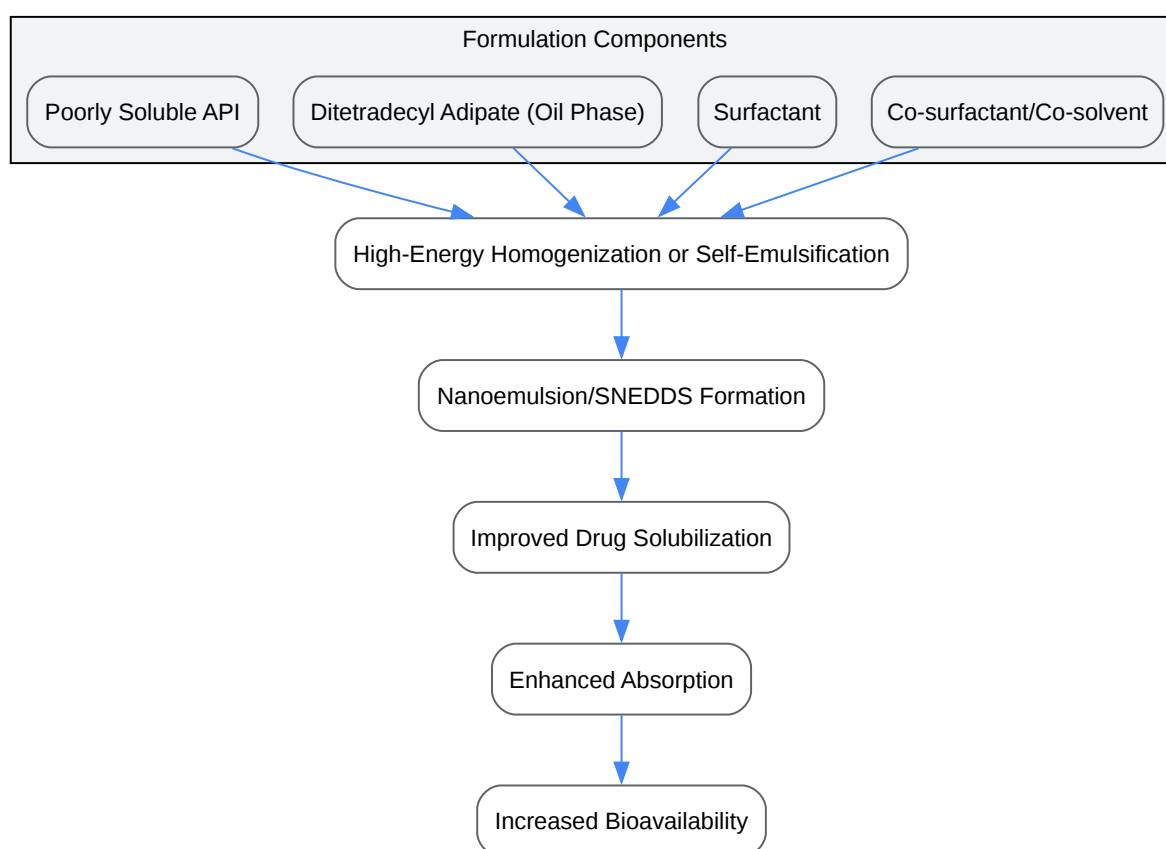 Formulation Components
Poorly Soluble API
Ditetradecyl Adipate (Oil Phase)
Surfactant
Co-surfactant/Co-solvent
High-Energy Homogenization or Self-Emulsification
Nanoemulsion/SNEDDS Formation
Improved Drug Solubilization
Enhanced Absorption
Increased Bioavailability